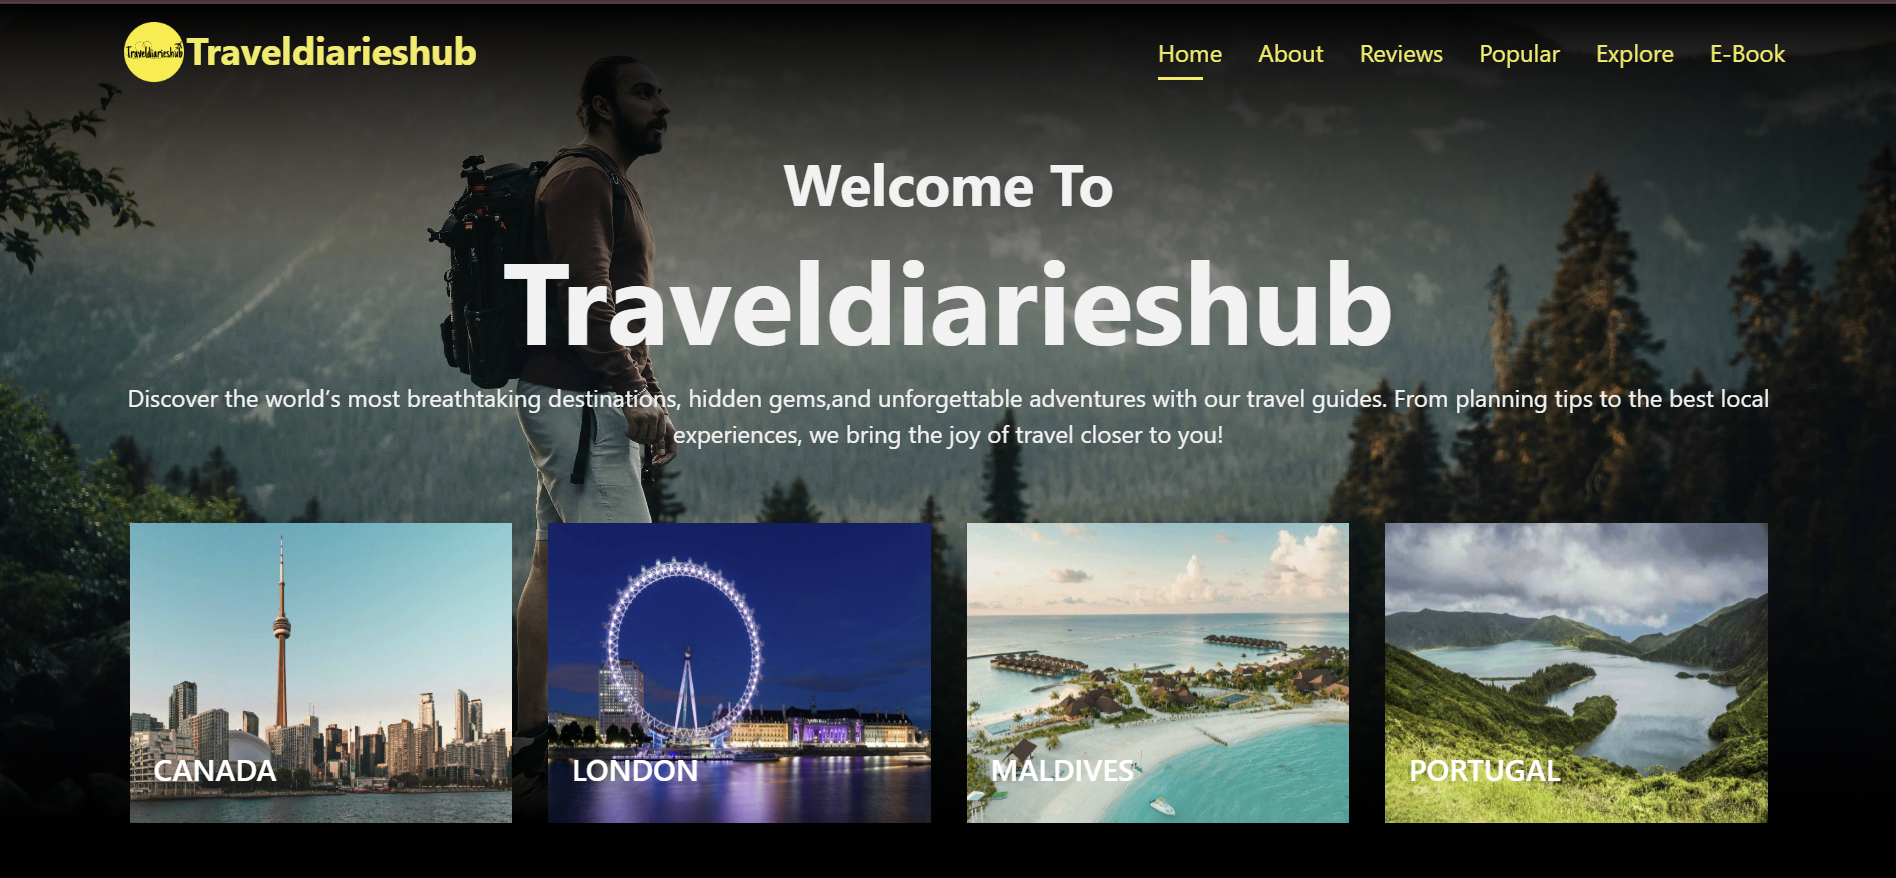 Traveldiarieshub Traveldiarieshub
Home About Reviews Popular Explore E-Book
Welcome To
Traveldiarieshub
Discover the world’s most breathtaking destinations, hidden gems,and unforgettable adventures with our travel guides. From planning tips to the best local
experiences, we bring the joy of travel closer to you!
CANADA
LONDON
MALDIVES
PORTUGAL